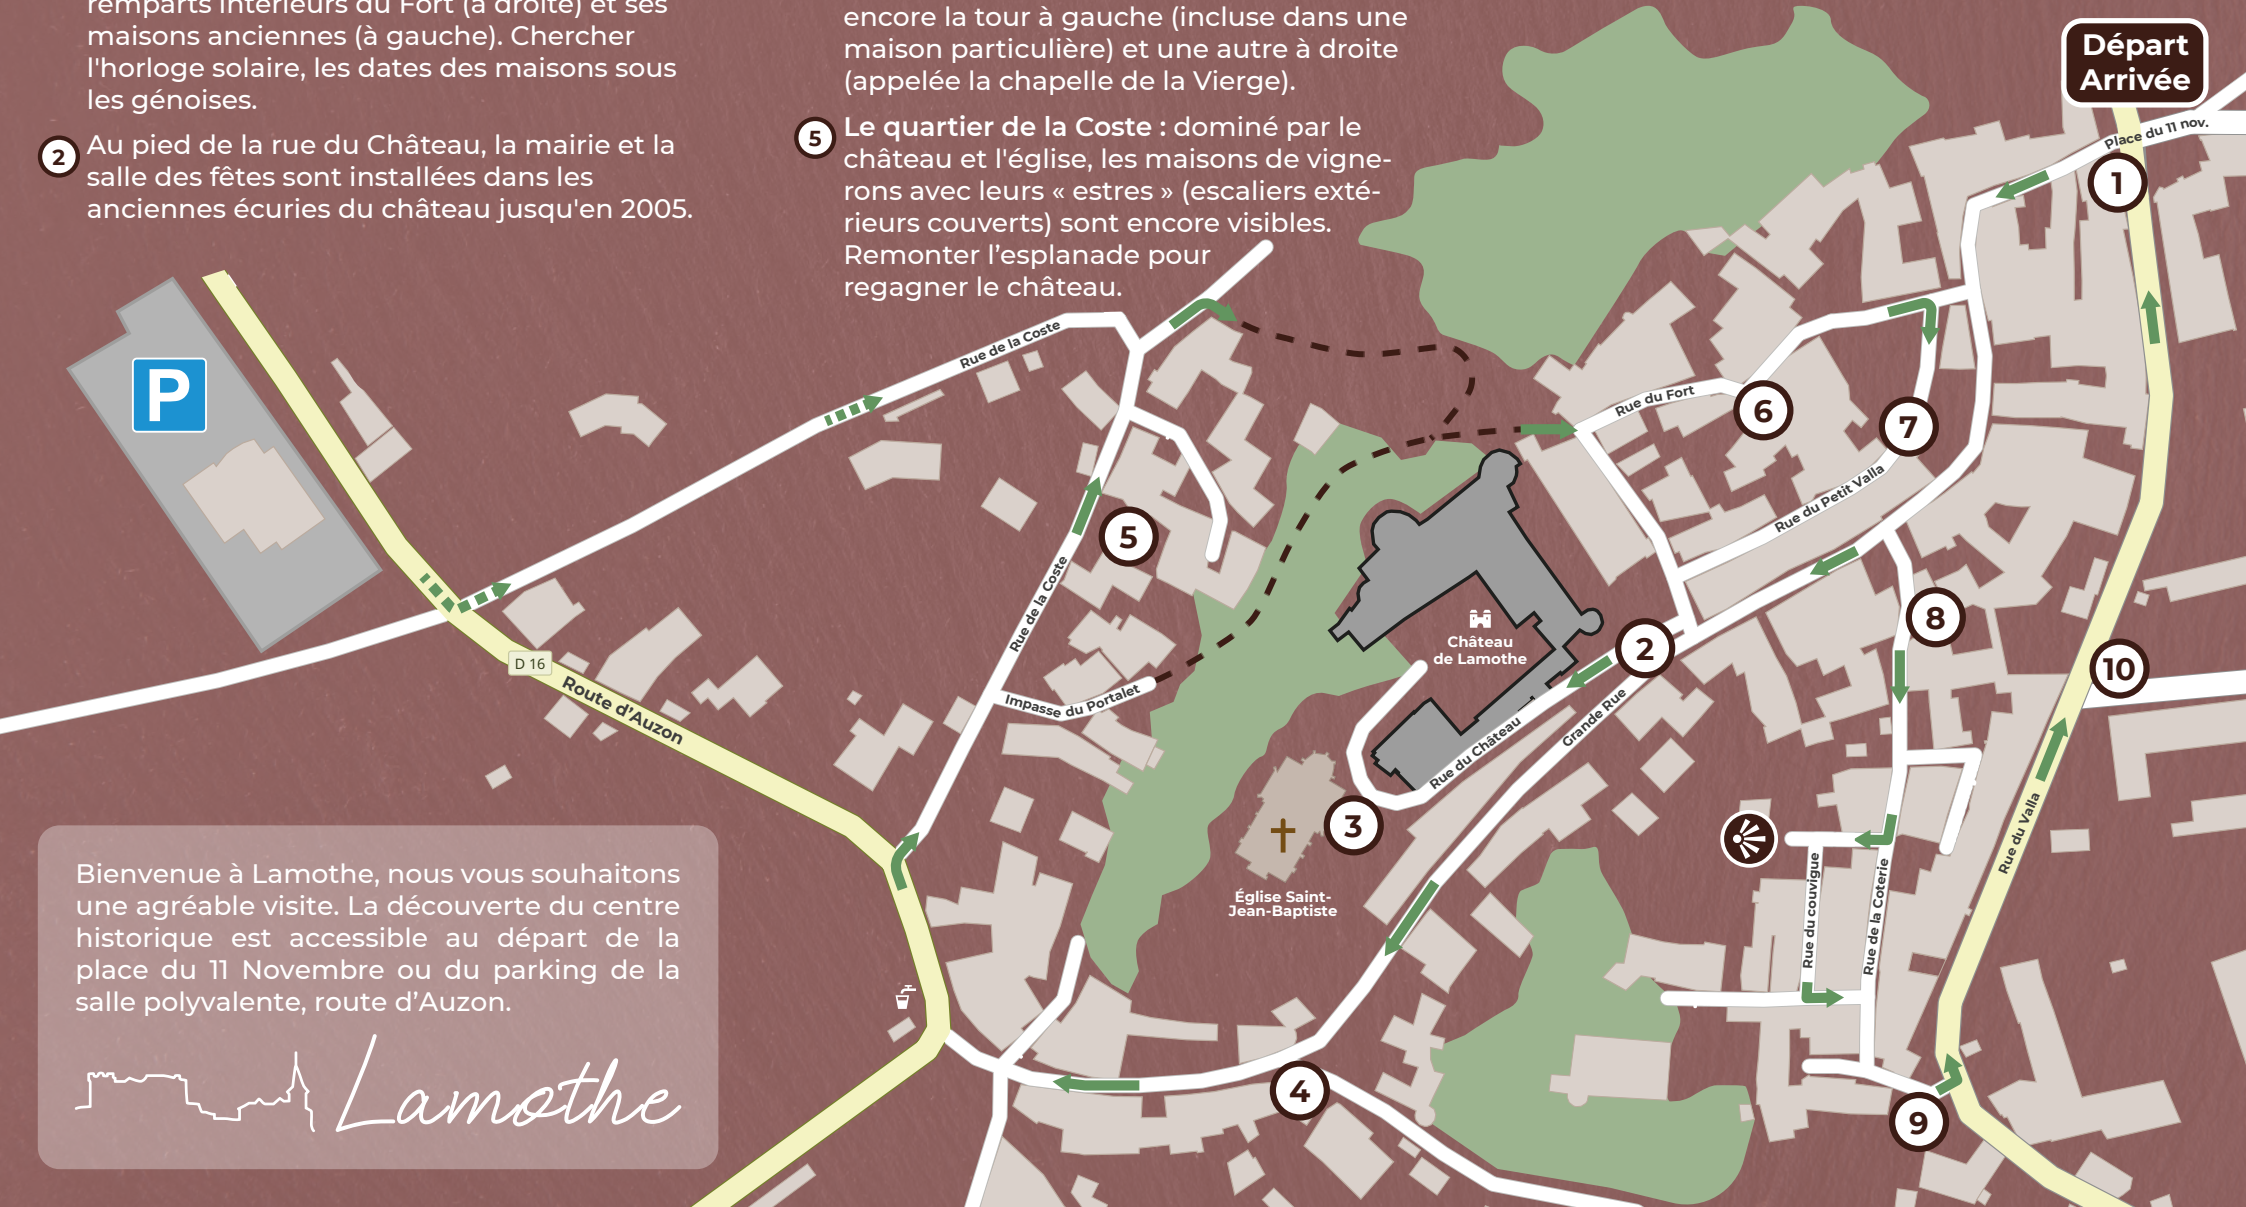 remparts intérieurs du Fort (à droite) et ses
maisons anciennes (à gauche). Chercher
l'horloge solaire, les dates des maisons sous
les génoises.
2
Au pied de la rue du Château, la mairie et la
salle des fêtes sont installées dans les
anciennes écuries du château jusqu'en 2005.
encore la tour à gauche (incluse dans une
maison particulière) et une autre à droite
(appelée la chapelle de la Vierge).
5
Le quartier de la Coste : dominé par le
château et l'église, les maisons de vigne-
rons avec leurs « estres » (escaliers exté-
rieurs couverts) sont encore visibles.
Remonter l’esplanade pour
regagner le château.
Départ
Arrivée
Place du 11 nov.
1
P
Rue de la Coste
Rue du Fort
6
7
Rue du Petit Valla
5
Rue de la Coste
8
Château
de Lamothe
2
D 16
Route d’Auzon
Impasse du Portalet
10
Grande Rue
Rue du Château
3
Rue du Valla
Rue du couvigue
Rue de la Coterie
Église Saint-
Jean-Baptiste
4
9
Bienvenue à Lamothe, nous vous souhaitons
une agréable visite. La découverte du centre
historique est accessible au départ de la
place du 11 Novembre ou du parking de la
salle polyvalente, route d’Auzon.
Lamothe